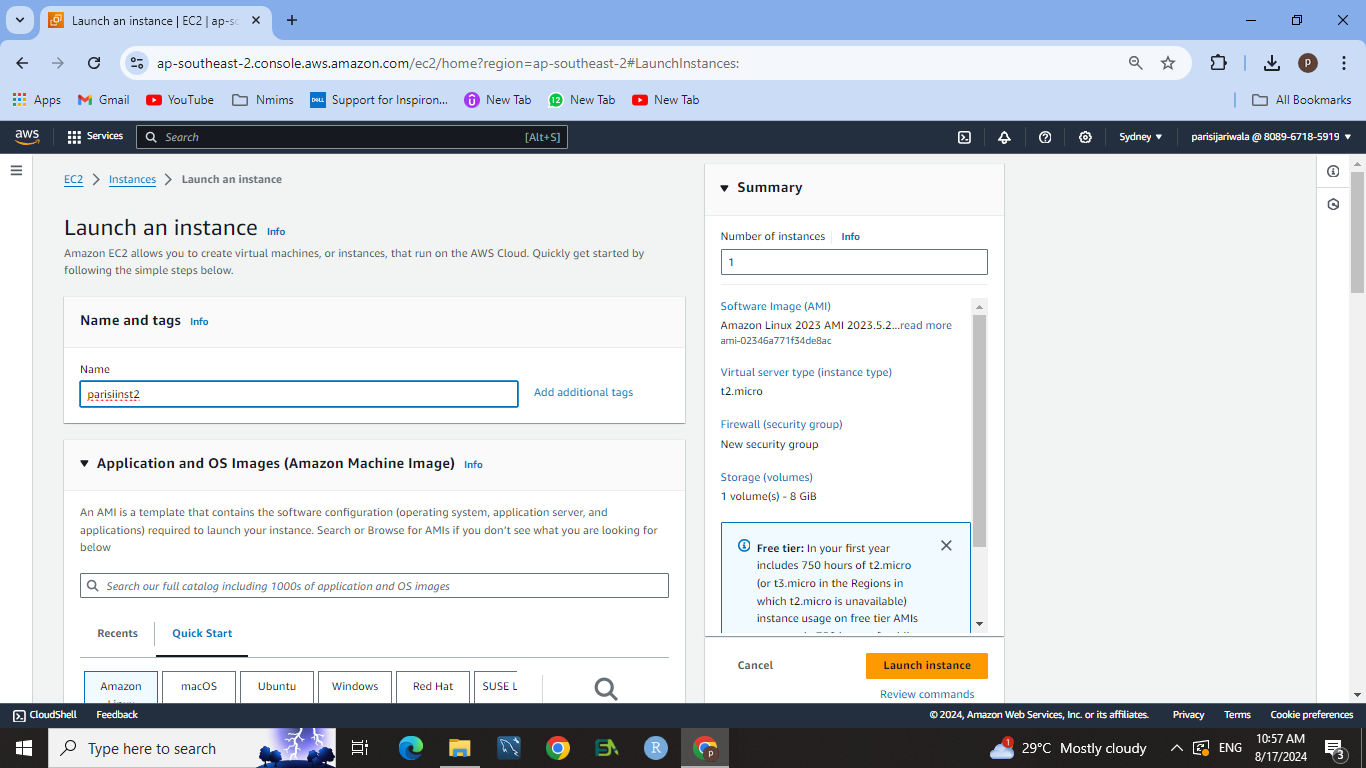 Launch an instance | EC2 | ap-so
ap-southeast-2.console.aws.amazon.com/ec2/home?region=ap-southeast-2#LaunchInstances:
p
Apps
Gmail
YouTube
Nmims
DELL
Support for Inspiron...
New Tab
12
New Tab
New Tab
All Bookmarks
aws
Services
Search
[Alt+S]
Sydney
parisijariwala @ 8089-6718-5919
EC2
Instances
Launch an instance
Launch an instance Info
Amazon EC2 allows you to create virtual machines, or instances, that run on the AWS Cloud. Quickly get started by
following the simple steps below.
Name and tags Info
Name
parisiinst2
Add additional tags
Application and OS Images (Amazon Machine Image) Info
An AMI is a template that contains the software configuration (operating system, application server, and
applications) required to launch your instance. Search or Browse for AMIs if you don't see what you are looking for
below
Search our full catalog including 1000s of application and OS images
Recents
Quick Start
Amazon
macOS
Ubuntu
Windows
Red Hat
SUSE L
Summary
Number of instances Info
1
Software Image (AMI)
Amazon Linux 2023 AMI 2023.5.2...read more
ami-02346a771f34de8ac
Virtual server type (instance type)
t2.micro
Firewall (security group)
New security group
Storage (volumes)
1 volume(s) - 8 GiB
Free tier: In your first year
includes 750 hours of t2.micro
(or t3.micro in the Regions in
which t2.micro is unavailable)
instance usage on free tier AMIs
Cancel
Launch instance
Review commands
CloudShell
Feedback
© 2024, Amazon Web Services, Inc. or its affiliates.
Privacy
Terms
Cookie preferences
Type here to search
R
p
1
29°C Mostly cloudy
ENG
10:57 AM
8/17/2024
3